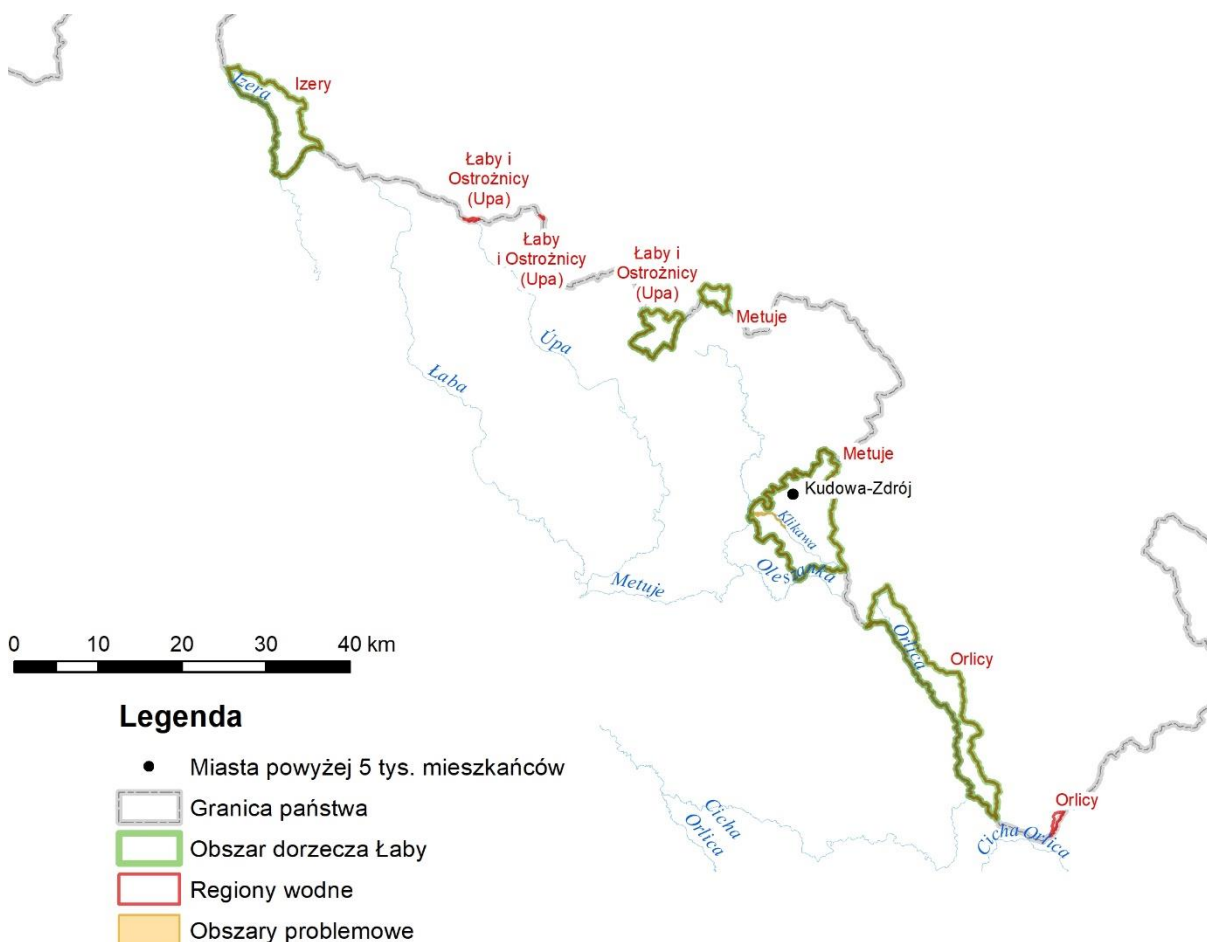 Izera
Izery
Łaby i
Ostrożnicy
(Upa)
Łaby
i Ostrożnicy
(Upa)
Łaby i
Ostrożnicy
(Upa)
Metuje
Úpa
Łaba
Metuje
Kudowa-Zdrój
Klikawa
Olešzanka
Metuje
Orlica
Orlicy
0 10 20 30 40 km
Legenda
Miasta powyżej 5 tys. mieszkańców
Granica państwa
Obszar dorzecza Łaby
Regiony wodne
Obszary problemowe
Cicha
Orlica
Orlicy
Cicha Orlica